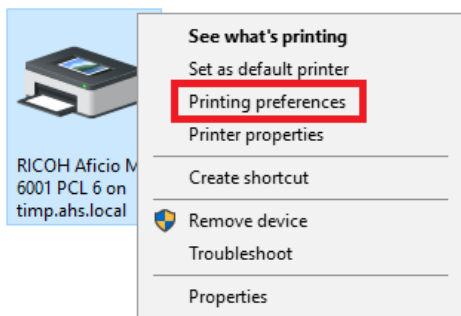 See what's printing
Set as default printer
Printing preferences
Printer properties
Create shortcut
Remove device
Troubleshoot
Properties
RICOH Aficio M
6001 PCL 6 on
timp.ahs.local